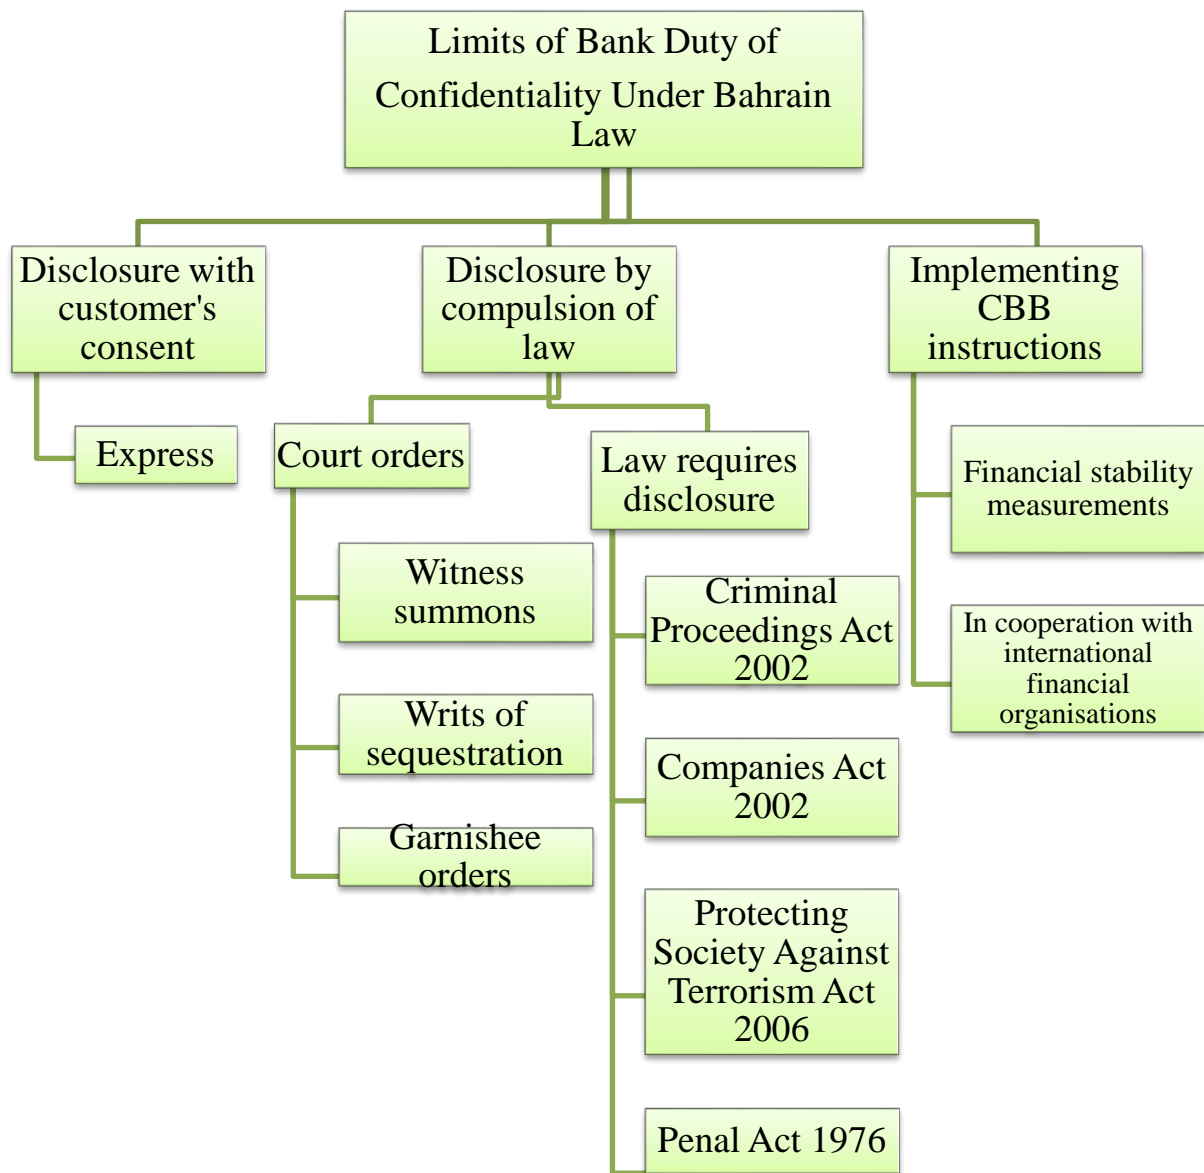 Limits of Bank Duty of
Confidentiality Under Bahrain
Law
Disclosure with
customer's
consent
Express
Disclosure by
compulsion of
law
Court orders
Witness
summons
Writs of
sequestration
Garnishee
orders
Law requires
disclosure
Criminal
Proceedings Act
2002
Companies Act
2002
Protecting
Society Against
Terrorism Act
2006
Penal Act 1976
Implementing
CBB
instructions
Financial stability
measurements
In cooperation with
international
financial
organisations